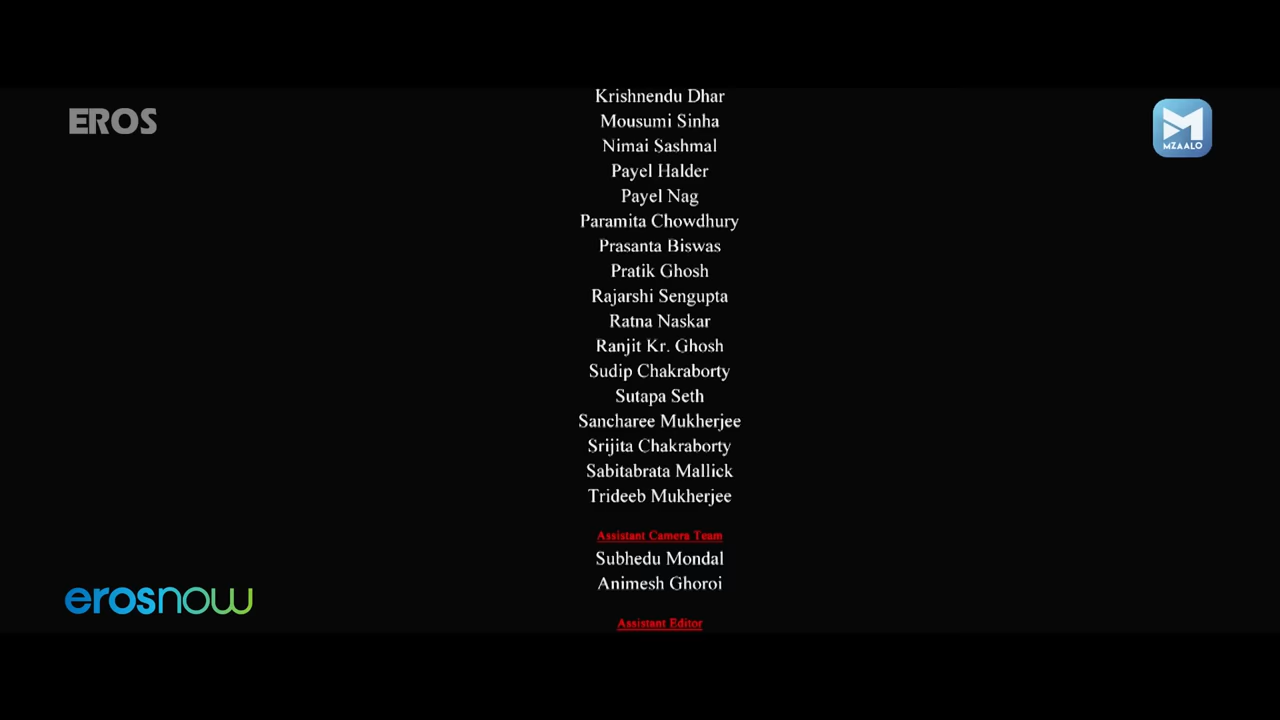 Krishnendu Dhar
EROS
Mousumi Sinha
MZAALO
Nimai Sashmal
Payel Halder
Payel Nag
Paramita Chowdhury
Prasanta Biswas
Pratik Ghosh
Rajarshi Sengupta
Ratna Naskar
Ranjit Kr. Ghosh
Sudip Chakraborty
Sutapa Seth
Sancharee Mukherjee
Srijita Chakraborty
Sabitabrata Mallick
Trideeb Mukherjee
Assistant Camera Team
Subhedu Mondal
Animesh Ghoroi
erosnow
Assistant Editor